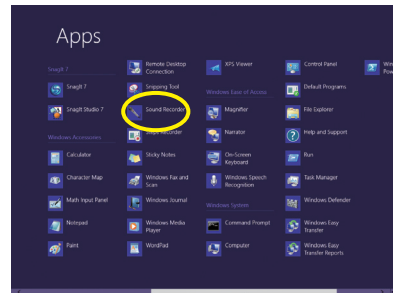 Apps
SnagIt 7
SnagIt 7
SnagIt Studio 7
Windows Accessories
Calculator
Character Map
Math Input Panel
Notepad
Paint
Remote Desktop
Connection
Snipping Tool
Sound Recorder
Steps Recorder
Sticky Notes
Windows Fax and
Scan
Windows Journal
Windows Media
Player
WordPad
XPS Viewer
Windows Ease of Access
Magnifier
Narrator
On-Screen
Keyboard
Windows Speech
Recognition
Windows System
Command Prompt
Computer
Control Panel
Default Programs
File Explorer
Help and Support
Run
Task Manager
Windows Defender
Windows Easy
Transfer
Windows Easy
Transfer Reports
Win
Pow